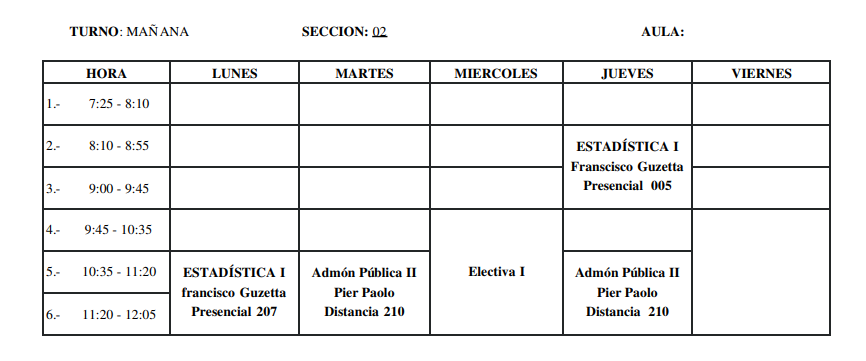 TURNO: MAÑANA SECCION: 02 AULA:
HORA LUNES MARTES MIERCOLES JUEVES VIERNES
1.- 7:25 - 8:10
2.- 8:10 - 8:55
3.- 9:00 - 9:45
ESTADÍSTICA I
Franscisco Guzetta
Presencial 005
4.- 9:45 - 10:35
5.- 10:35 - 11:20
6.- 11:20 - 12:05
ESTADÍSTICA I
francisco Guzetta
Presencial 207
Admón Pública II
Pier Paolo
Distancia 210
Electiva I
Admón Pública II
Pier Paolo
Distancia 210